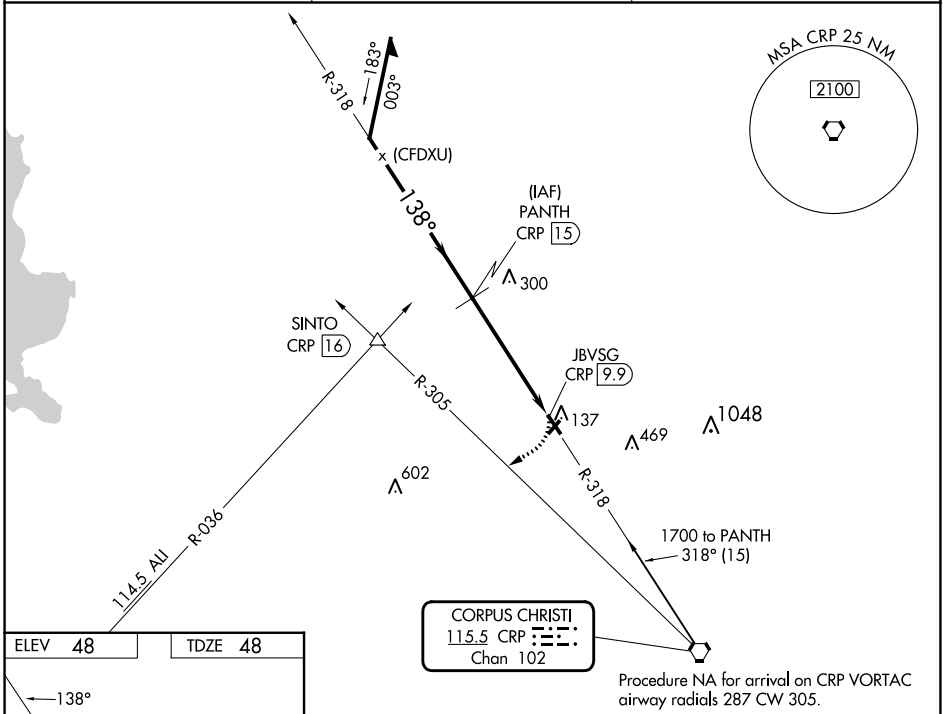 MSA CRP 25 NM
2100
R-318
183°
003°
x (CFDXU)
138°
(IAF)
PANTH
CRP 15
300
SINTO
CRP 16
JBVSG
CRP 9.9
137
R-305
469
1048
602
R-318
R-036
114.5 ALI
1700 to PANTH
318° (15)
CORPUS CHRISTI
115.5 CRP
Chan 102
ELEV 48
TDZE 48
138°
Procedure NA for arrival on CRP VORTAC
airway radials 287 CW 305.